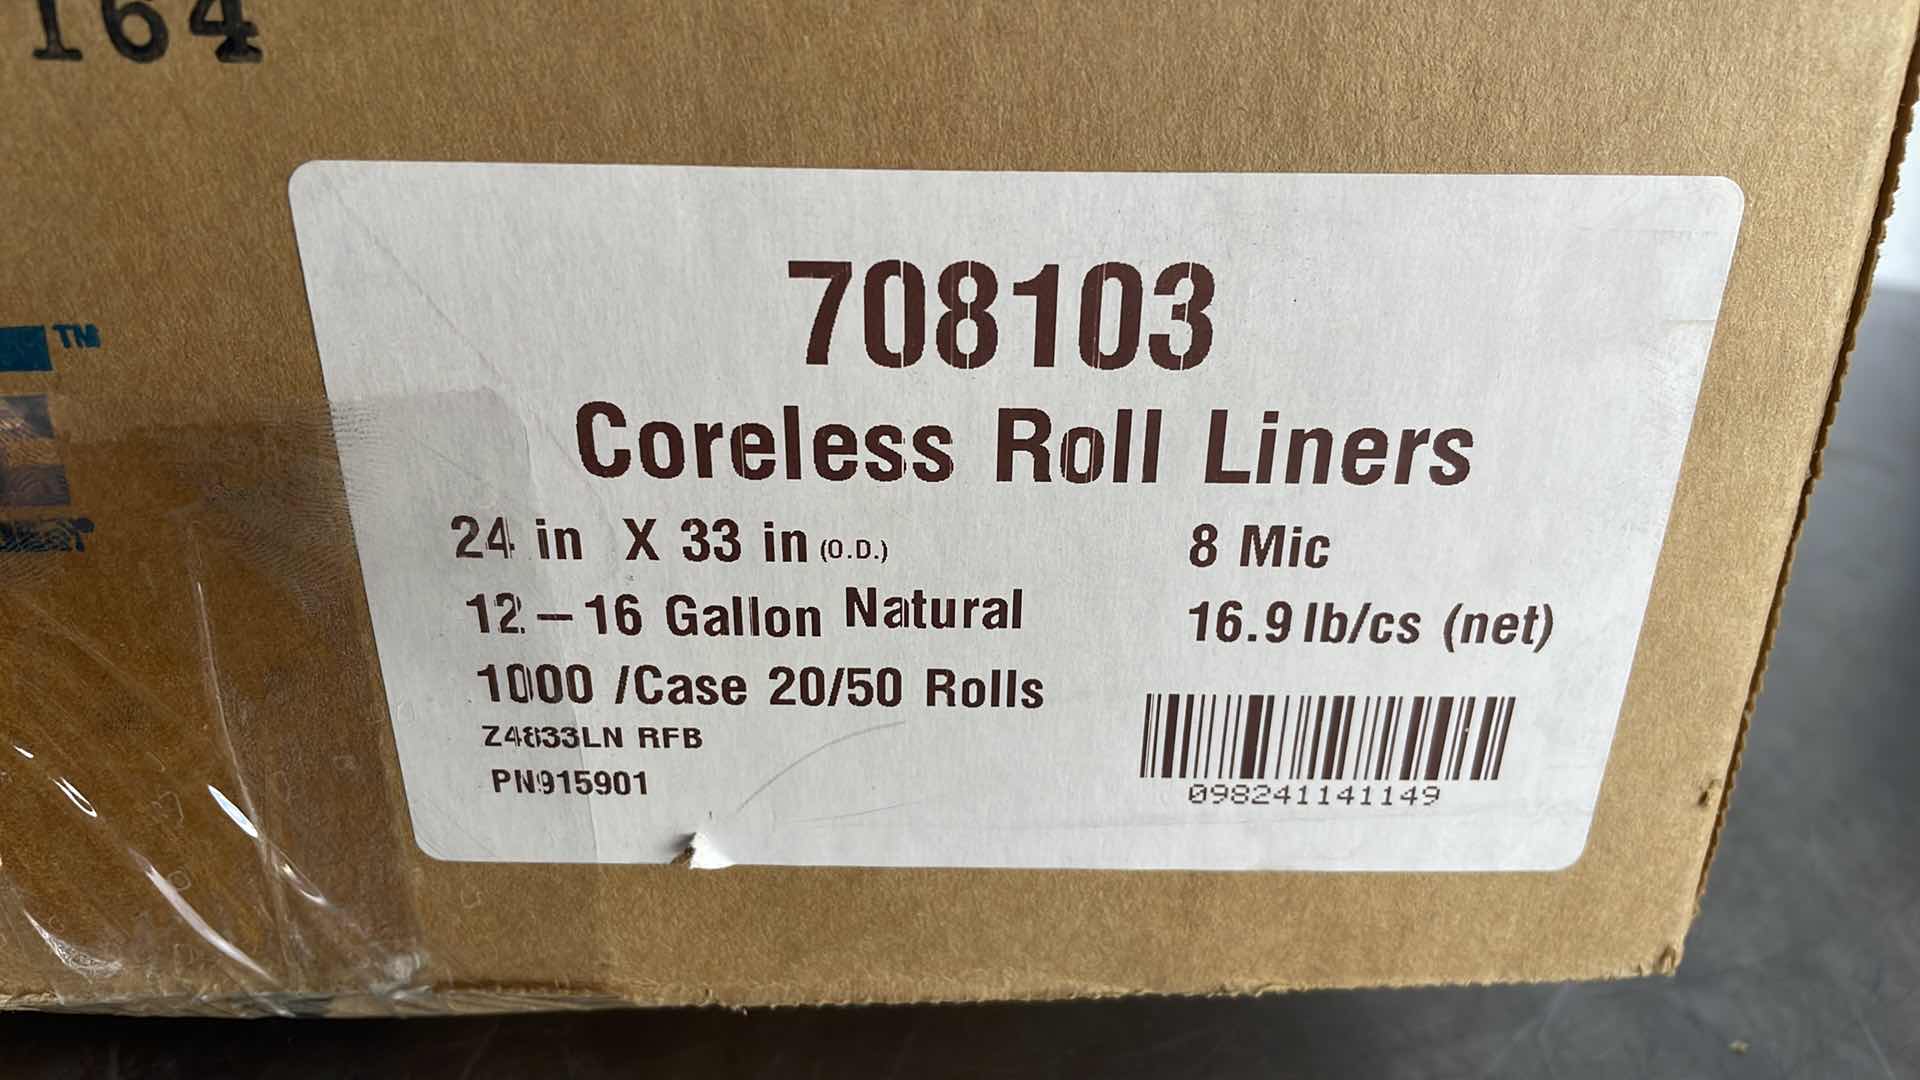 164
TM
708103
Coreless Roll Liners
24 in X 33 in (O.D.) 8 Mic
12 – 16 Gallon Natural 16.9 lb/cs (net)
1000 /Case 20/50 Rolls
Z4833LN RFB
PN915901
098241141149